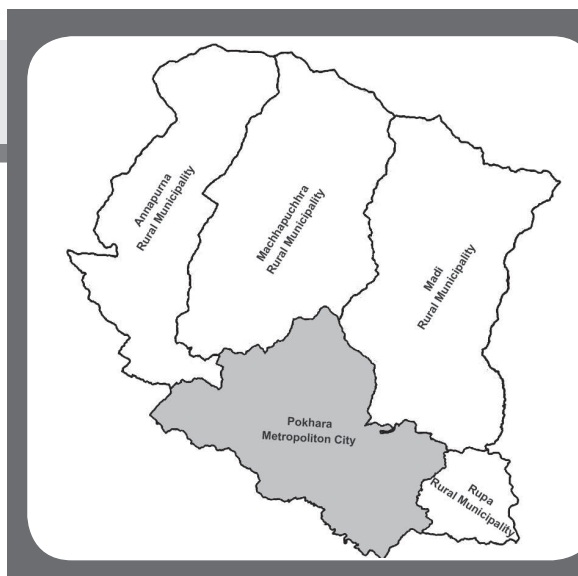 Annapurna
Rural Municipality
Machhapuchhra
Rural Municipality
Madi
Rural Municipality
Pokhara
Metropoliton City
Rupa
Rural Municipality